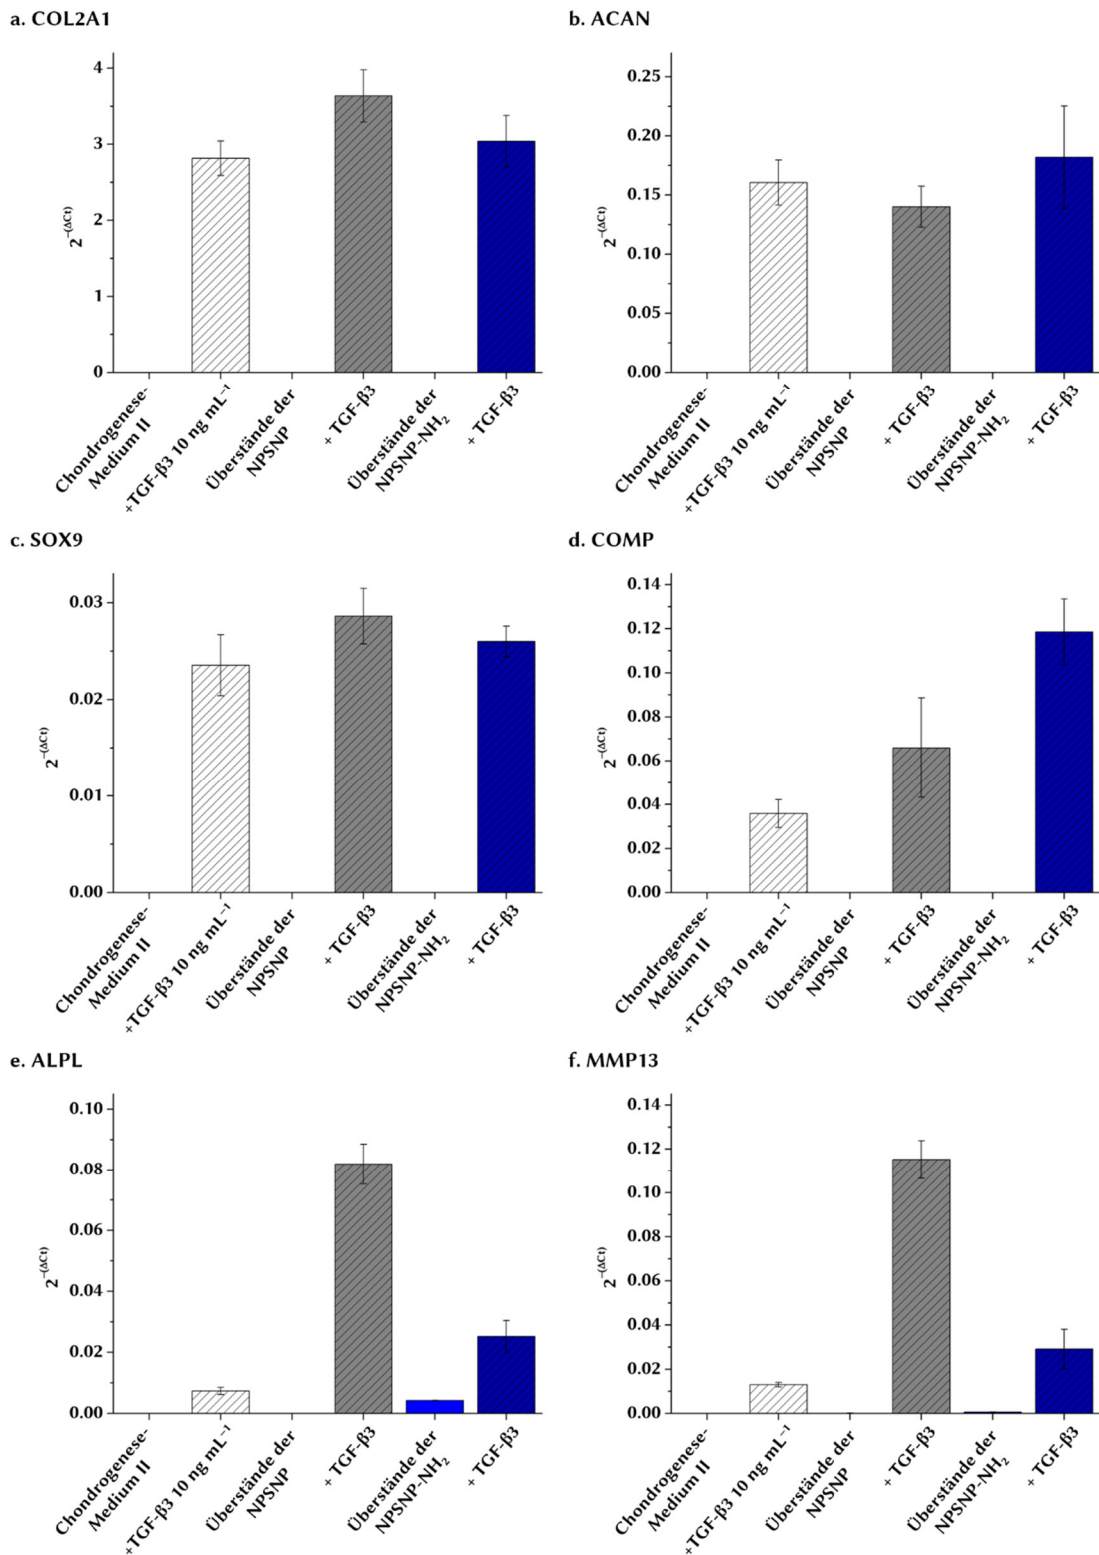 a. COL2A1
4
3
2
1
0
2⁻⁽ΔCt⁾
Chondrogenese-
Medium II
+TGF-β3 10 ng mL⁻¹
Überstände der
NPSNP
+ TGF-β3
Überstände der
NPSNP-NH₂
+ TGF-β3
b. ACAN
0.25
0.20
0.15
0.10
0.05
0.00
2⁻⁽ΔCt⁾
Chondrogenese-
Medium II
+TGF-β3 10 ng mL⁻¹
Überstände der
NPSNP
+ TGF-β3
Überstände der
NPSNP-NH₂
+ TGF-β3
c. SOX9
0.03
0.02
0.01
0.00
2⁻⁽ΔCt⁾
Chondrogenese-
Medium II
+TGF-β3 10 ng mL⁻¹
Überstände der
NPSNP
+ TGF-β3
Überstände der
NPSNP-NH₂
+ TGF-β3
d. COMP
0.14
0.12
0.10
0.08
0.06
0.04
0.02
0.00
2⁻⁽ΔCt⁾
Chondrogenese-
Medium II
+TGF-β3 10 ng mL⁻¹
Überstände der
NPSNP
+ TGF-β3
Überstände der
NPSNP-NH₂
+ TGF-β3
e. ALPL
0.10
0.08
0.06
0.04
0.02
0.00
2⁻⁽ΔCt⁾
Chondrogenese-
Medium II
+TGF-β3 10 ng mL⁻¹
Überstände der
NPSNP
+ TGF-β3
Überstände der
NPSNP-NH₂
+ TGF-β3
f. MMP13
0.14
0.12
0.10
0.08
0.06
0.04
0.02
0.00
2⁻⁽ΔCt⁾
Chondrogenese-
Medium II
+TGF-β3 10 ng mL⁻¹
Überstände der
NPSNP
+ TGF-β3
Überstände der
NPSNP-NH₂
+ TGF-β3